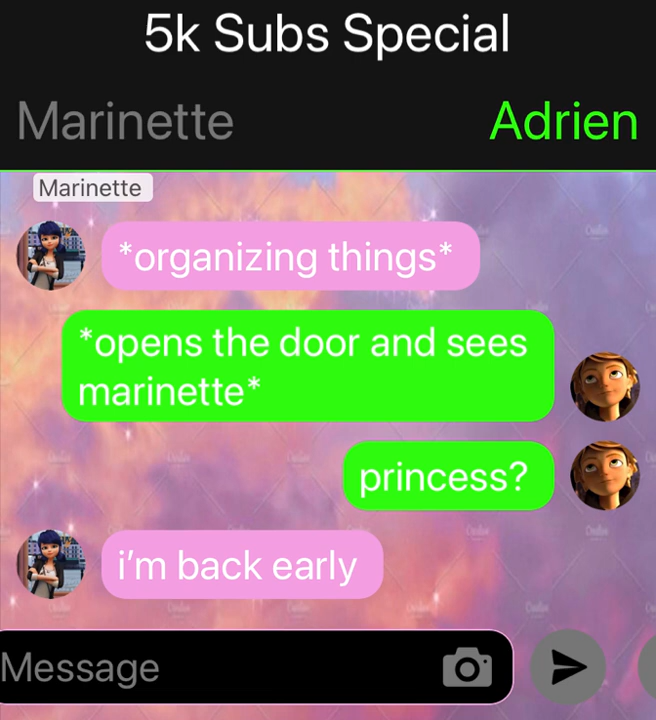 5k Subs Special
Marinette
Adrien
Marinette
*organizing things*
*opens the door and sees
marinette*
princess?
i’m back early
Message